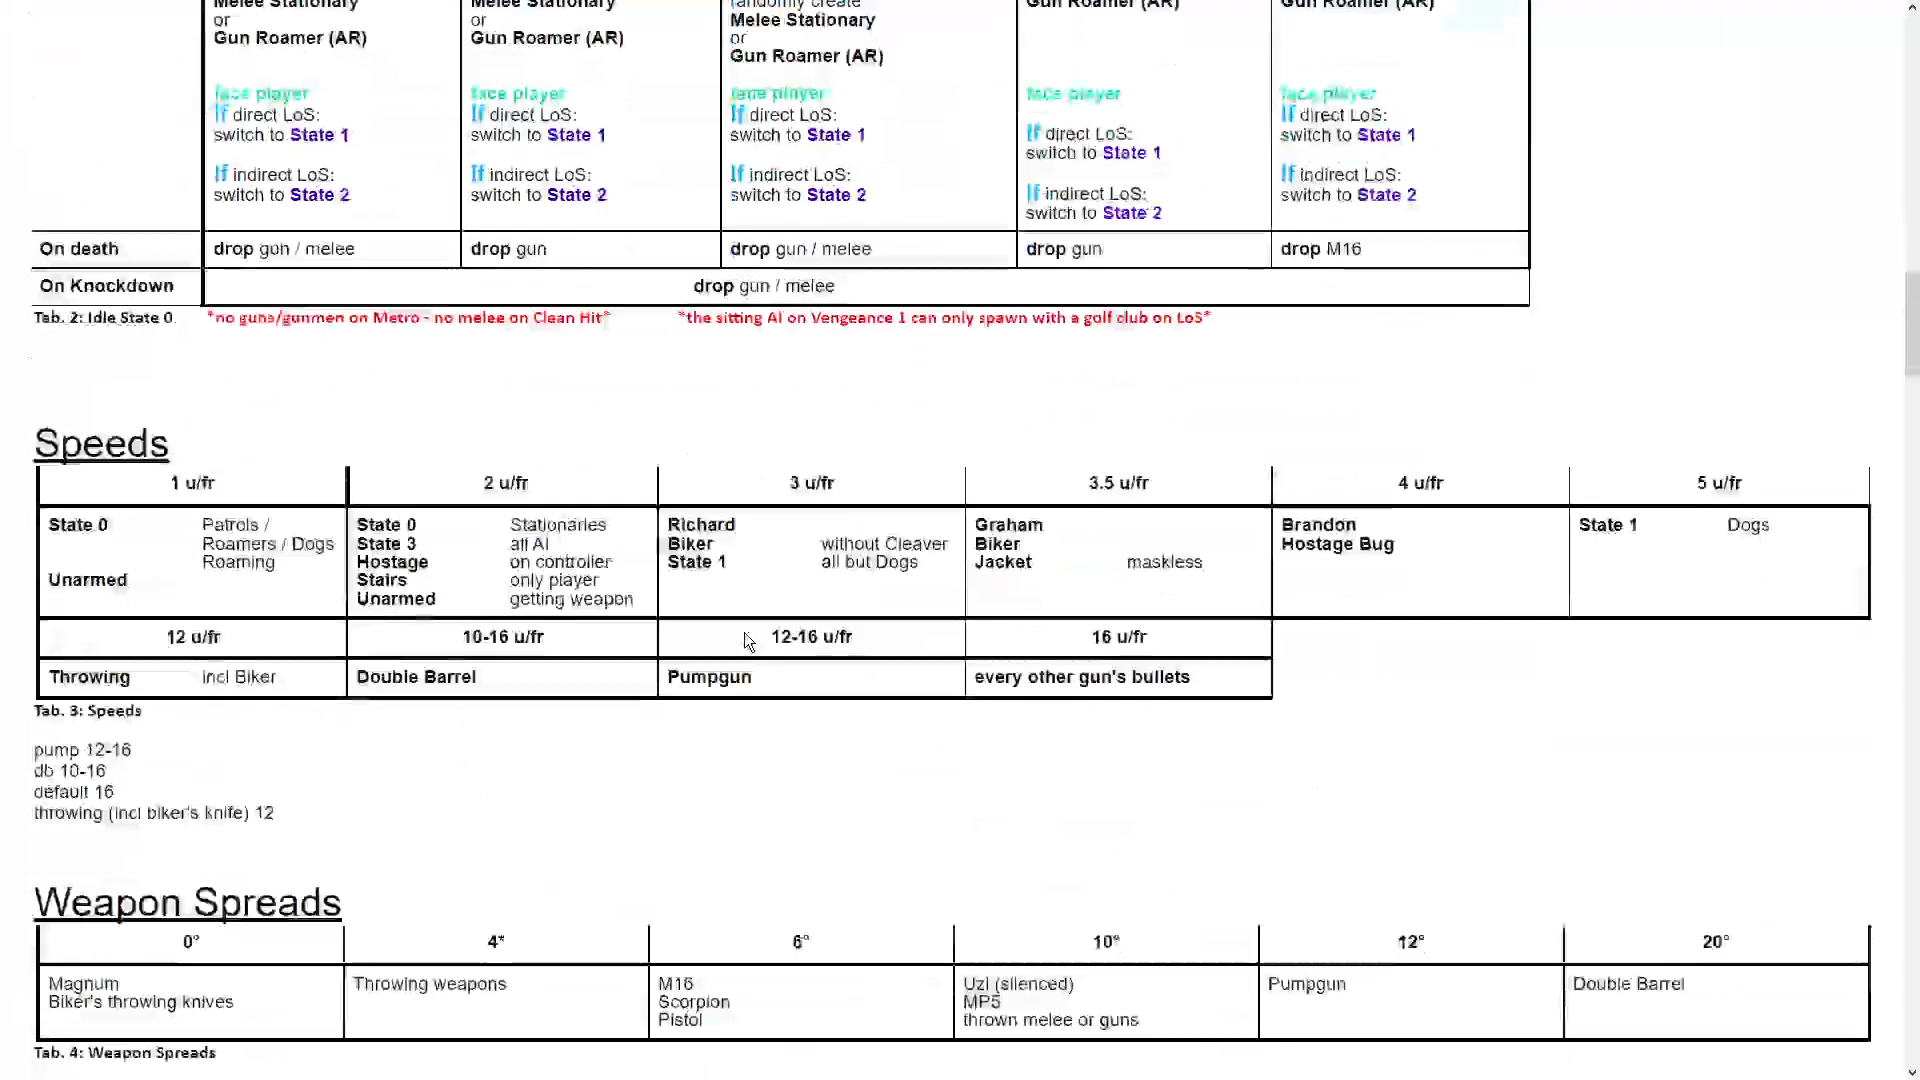 Melee Stationary
or
Gun Roamer (AR)
Melee Stationary
or
Gun Roamer (AR)
randomly create
Melee Stationary
or
Gun Roamer (AR)
Gun Roamer (AR)
Gun Roamer (AR)
face player
If direct LoS:
switch to State 1
If indirect LoS:
switch to State 2
face player
If direct LoS:
switch to State 1
If indirect LoS:
switch to State 2
face player
If direct LoS:
switch to State 1
If indirect LoS:
switch to State 2
face player
If direct LoS:
switch to State 1
If indirect LoS:
switch to State 2
face player
If direct LoS:
switch to State 1
If indirect LoS:
switch to State 2
On death drop gun / melee drop gun drop gun / melee drop gun drop M16
On Knockdown drop gun / melee
Tab. 2: Idle State 0 *no guns/gunmen on Metro - no melee on Clean Hit* *the sitting AI on Vengeance 1 can only spawn with a golf club on LoS*
Speeds
1 u/fr 2 u/fr 3 u/fr 3.5 u/fr 4 u/fr 5 u/fr
State 0 Patrols /
Roamers / Dogs
Roaming
Unarmed
State 0 Stationaries
State 3 all AI
Hostage on controller
Stairs only player
Unarmed getting weapon
Richard
Biker without Cleaver
State 1 all but Dogs
Graham
Biker
Jacket maskless
Brandon
Hostage Bug
State 1 Dogs
12 u/fr 10-16 u/fr 12-16 u/fr 16 u/fr
Throwing incl Biker Double Barrel Pumpgun every other gun's bullets
Tab. 3: Speeds
pump 12-16
db 10-16
default 16
throwing (incl biker's knife) 12
Weapon Spreads
0° 4° 6° 10° 12° 20°
Magnum
Biker's throwing knives
Throwing weapons
M16
Scorpion
Pistol
Uzi (silenced)
MP5
thrown melee or guns
Pumpgun
Double Barrel
Tab. 4: Weapon Spreads